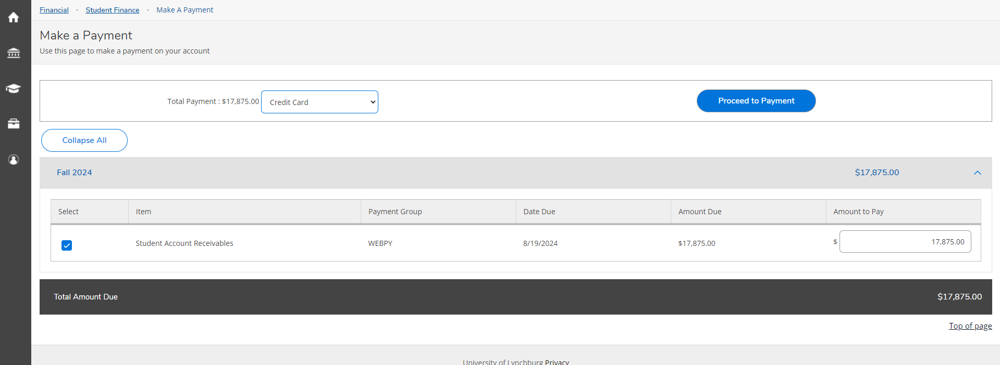 Financial • Student Finance • Make A Payment
Make a Payment
Use this page to make a payment on your account
Total Payment : $17,875.00 Credit Card Proceed to Payment
Collapse All
Fall 2024 $17,875.00
Select Item Payment Group Date Due Amount Due Amount to Pay
Student Account Receivables WEBPY 8/19/2024 $17,875.00 $ 17,875.00
Total Amount Due $17,875.00
Top of page
University of Lynchburg Privacy